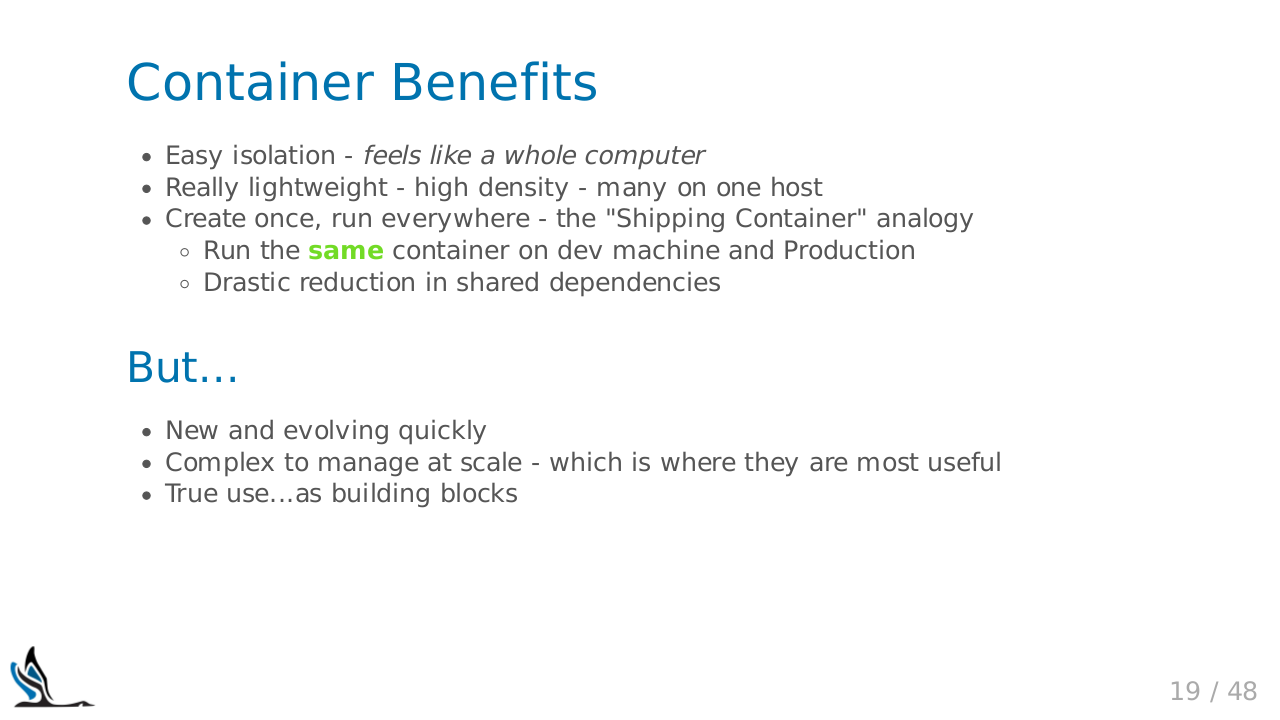 Container Benefits
Easy isolation - feels like a whole computer
Really lightweight - high density - many on one host
Create once, run everywhere - the "Shipping Container" analogy
Run the same container on dev machine and Production
Drastic reduction in shared dependencies
But...
New and evolving quickly
Complex to manage at scale - which is where they are most useful
True use...as building blocks
19 / 48